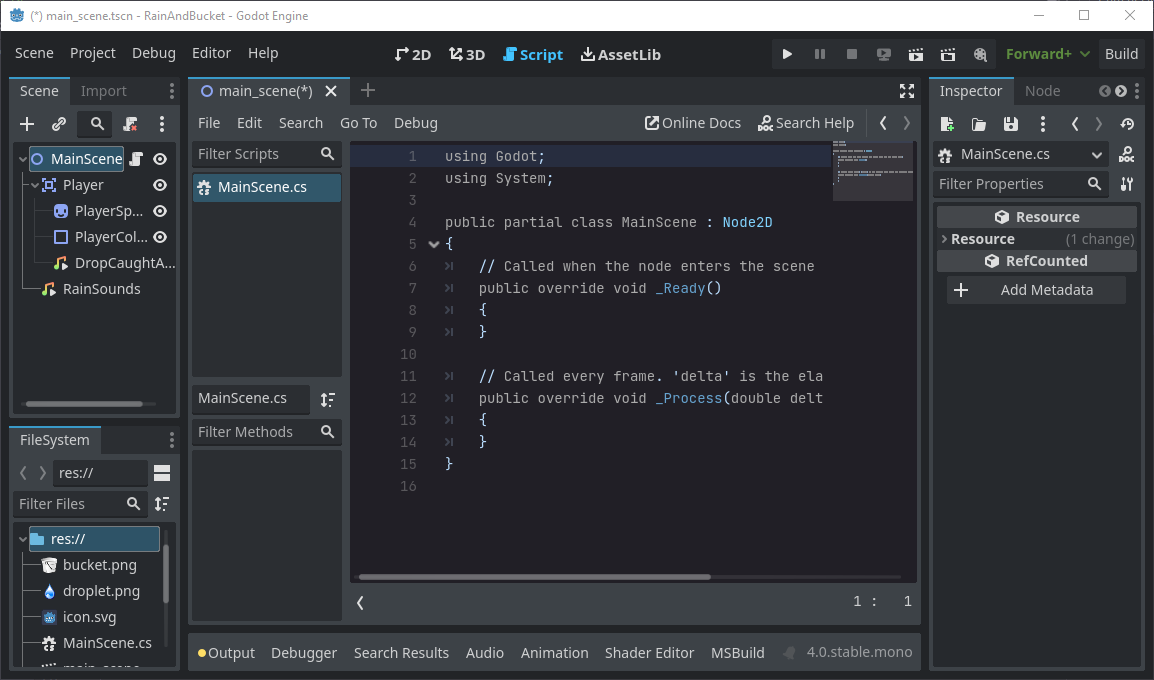 (*) main_scene.tscn - RainAndBucket - Godot Engine
Scene Project Debug Editor Help
2D 3D Script AssetLib
Forward+ Build
Scene Import
MainScene
Player
PlayerSp...
PlayerCol...
DropCaughtA...
RainSounds
FileSystem
res://
Filter Files
res://
bucket.png
droplet.png
icon.svg
MainScene.cs
main_scene(*)
File Edit Search Go To Debug
Online Docs Search Help
Filter Scripts
MainScene.cs
MainScene.cs
Filter Methods
1 using Godot;
2 using System;
3
4 public partial class MainScene : Node2D
5 {
6 // Called when the node enters the scene
7 public override void _Ready()
8 {
9 }
10
11 // Called every frame. 'delta' is the ela
12 public override void _Process(double delt
13 {
14 }
15 }
16
1 : 1
Output Debugger Search Results Audio Animation Shader Editor MSBuild 4.0.stable.mono
Inspector Node
MainScene.cs
DOC
Filter Properties
Resource
Resource (1 change)
RefCounted
Add Metadata